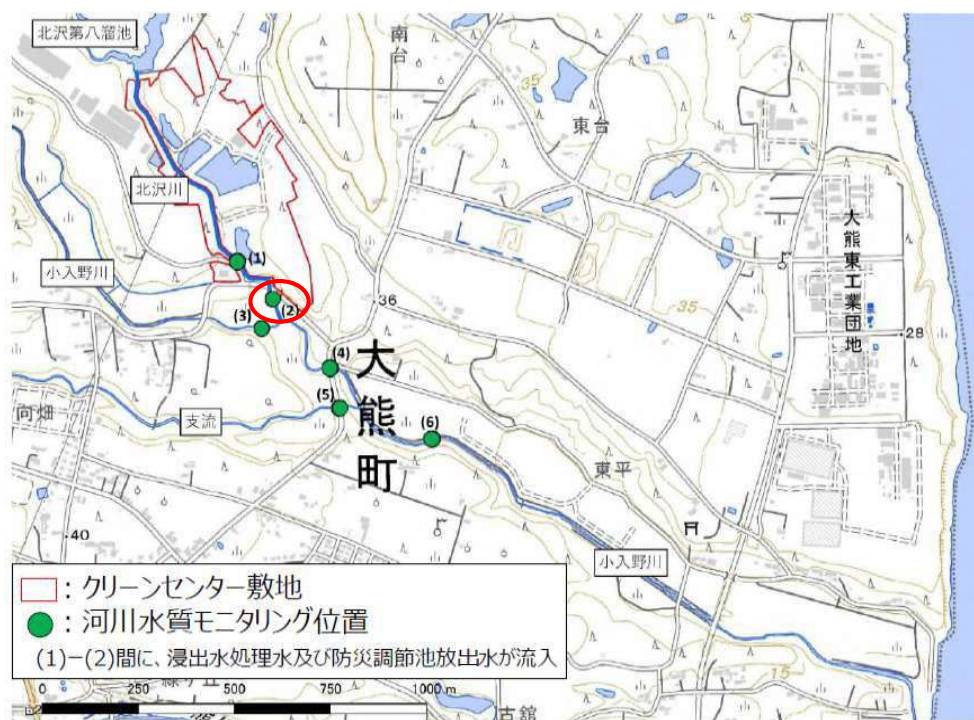 北沢第八溜池
南台
35
東台
北沢川
大熊東工業団地
(1)
小入野川
36
(2)
35
(3)
28
大熊町
(4)
(5)
向畑
支流
(6)
東平
40
小入野川
：クリーンセンター敷地
：河川水質モニタリング位置
(1)−(2)間に、浸出水処理水及び防災調節池放出水が流入
15
0 250 500 750 1000 m
古舘